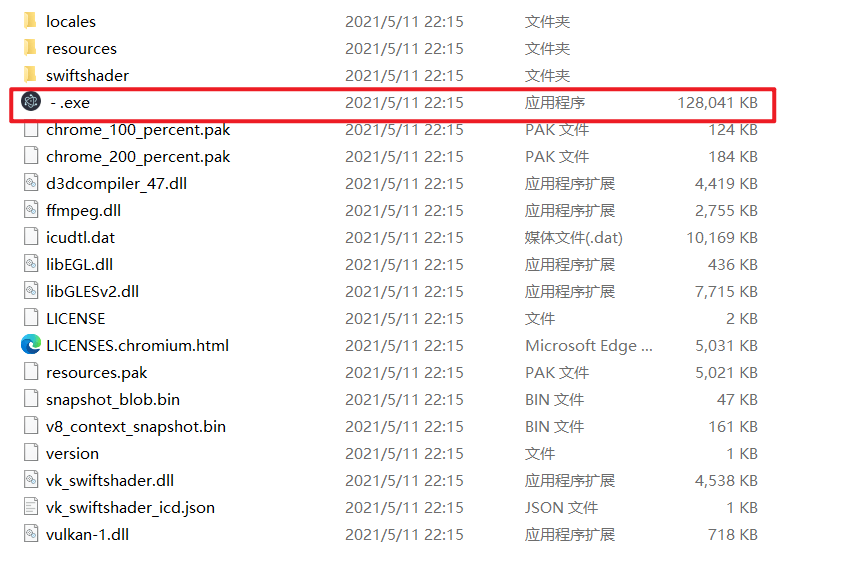 locales 2021/5/11 22:15 文件夹
resources 2021/5/11 22:15 文件夹
swiftshader 2021/5/11 22:15 文件夹
- .exe 2021/5/11 22:15 应用程序 128,041 KB
chrome_100_percent.pak 2021/5/11 22:15 PAK 文件 124 KB
chrome_200_percent.pak 2021/5/11 22:15 PAK 文件 184 KB
d3dcompiler_47.dll 2021/5/11 22:15 应用程序扩展 4,419 KB
ffmpeg.dll 2021/5/11 22:15 应用程序扩展 2,755 KB
icudtl.dat 2021/5/11 22:15 媒体文件(.dat) 10,169 KB
libEGL.dll 2021/5/11 22:15 应用程序扩展 436 KB
libGLESv2.dll 2021/5/11 22:15 应用程序扩展 7,715 KB
LICENSE 2021/5/11 22:15 文件 2 KB
LICENSES.chromium.html 2021/5/11 22:15 Microsoft Edge ... 5,031 KB
resources.pak 2021/5/11 22:15 PAK 文件 5,021 KB
snapshot_blob.bin 2021/5/11 22:15 BIN 文件 47 KB
v8_context_snapshot.bin 2021/5/11 22:15 BIN 文件 161 KB
version 2021/5/11 22:15 文件 1 KB
vk_swiftshader.dll 2021/5/11 22:15 应用程序扩展 4,538 KB
vk_swiftshader_icd.json 2021/5/11 22:15 JSON 文件 1 KB
vulkan-1.dll 2021/5/11 22:15 应用程序扩展 718 KB